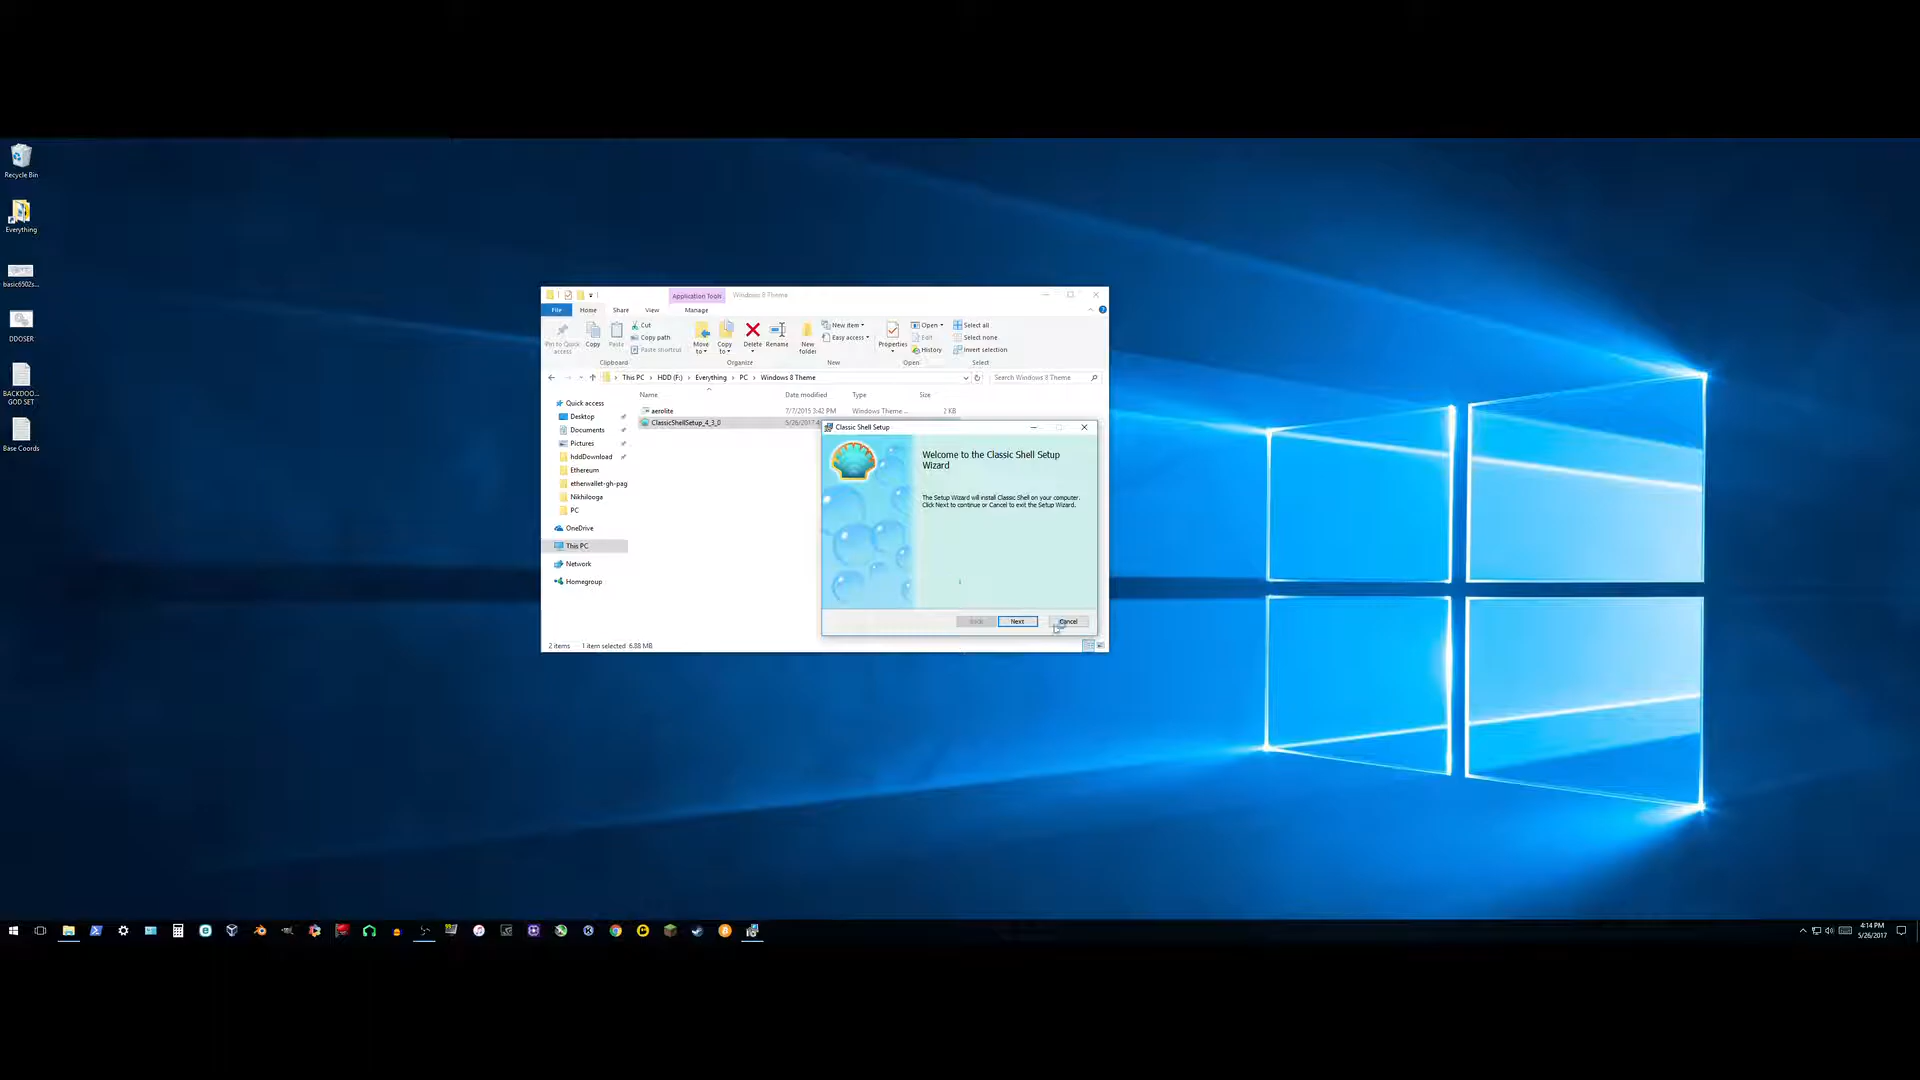 Recycle Bin
Everything
basic6502s...
DDOSER
BACKDOO...
GOD SET
Base Coords
Application Tools
Windows 8 Theme
File
Home
Share
View
Manage
Pin to Quick
access
Copy
Paste
Cut
Copy path
Paste shortcut
Move
to
Copy
to
Delete
Rename
New
folder
New item
Easy access
Properties
Open
Edit
History
Select all
Select none
Invert selection
Clipboard
Organize
New
Open
Select
This PC
HDD (F:)
Everything
PC
Windows 8 Theme
Search Windows 8 Theme
Name
Date modified
Type
Size
Quick access
Desktop
Documents
Pictures
hddDownload
Ethereum
etherwallet-gh-pag
Nikhilooga
PC
OneDrive
This PC
Network
Homegroup
aerolite
7/7/2015 3:42 PM
Windows Theme ...
2 KB
ClassicShellSetup_4_3_0
5/26/2017 4:
Classic Shell Setup
Welcome to the Classic Shell Setup
Wizard
The Setup Wizard will install Classic Shell on your computer.
Click Next to continue or Cancel to exit the Setup Wizard.
Back
Next
Cancel
2 items
1 item selected 6.88 MB
4:14 PM
5/26/2017